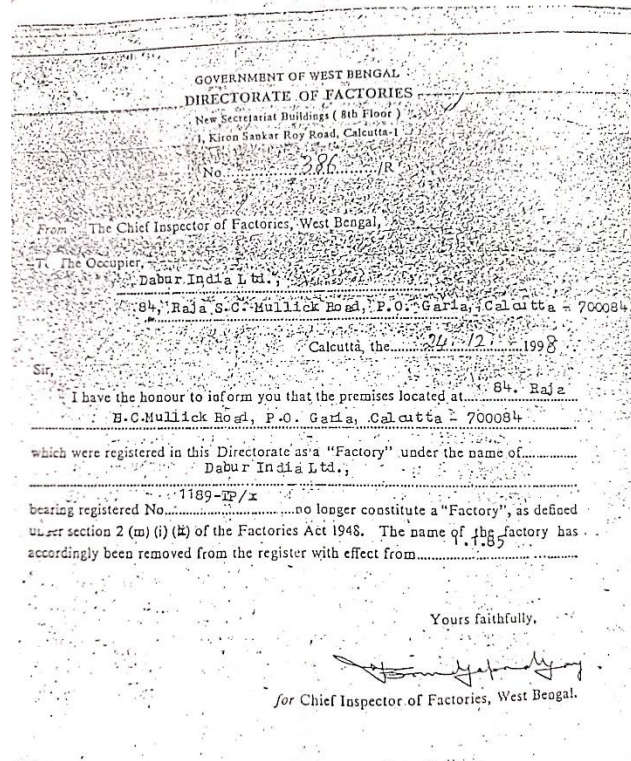 GOVERNMENT OF WEST BENGAL
DIRECTORATE OF FACTORIES
New Secretariat Buildings ( 8th Floor )
1, Kiron Sankar Roy Road, Calcutta-1
No. 386 /R
From The Chief Inspector of Factories, West Bengal,
To The Occupier,
Dabur India Ltd.,
84, Raja S.C. Mullick Road, P.O. Garia, Calcutta - 700084
Calcutta, the 24.12. 1998
Sir,
I have the honour to inform you that the premises located at 84. Raja
S.C.Mullick Road, P.O. Garia, Calcutta - 700084
which were registered in this Directorate as a "Factory" under the name of
Dabur India Ltd.,
bearing registered No. 1189-IP/x no longer constitute a "Factory", as defined
under section 2 (m) (i) (ii) of the Factories Act 1948. The name of the factory has
accordingly been removed from the register with effect from 1.1.85
Yours faithfully,
for Chief Inspector of Factories, West Bengal.